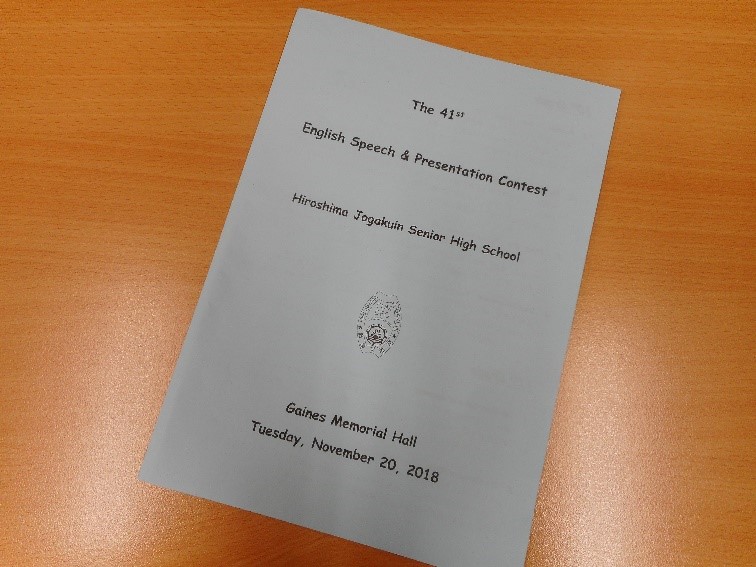 The 41st
English Speech & Presentation Contest
Hiroshima Jogakuin Senior High School
Gaines Memorial Hall
Tuesday, November 20, 2018